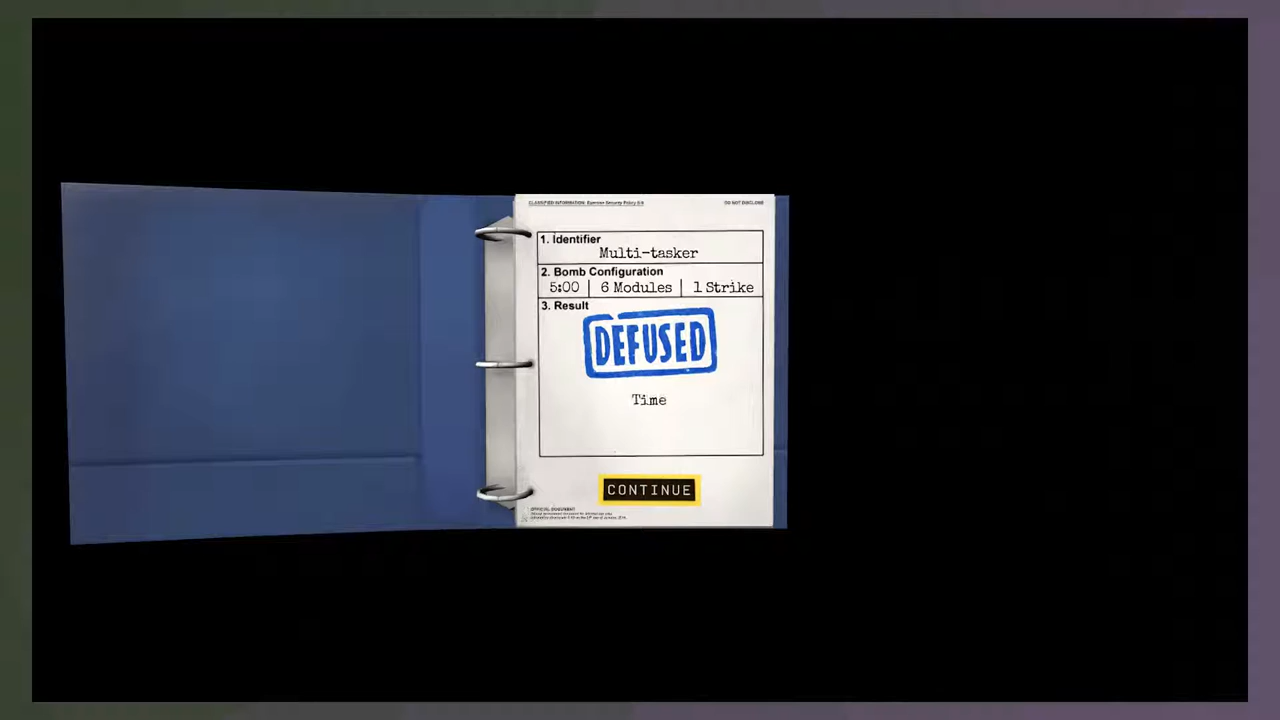 CLASSIFIED INFORMATION: DO NOT DISCLOSE
1. Identifier
Multi-tasker
2. Bomb Configuration
5:00 6 Modules 1 Strike
3. Result
DEFUSED
Time
CONTINUE
OFFICIAL DOCUMENT